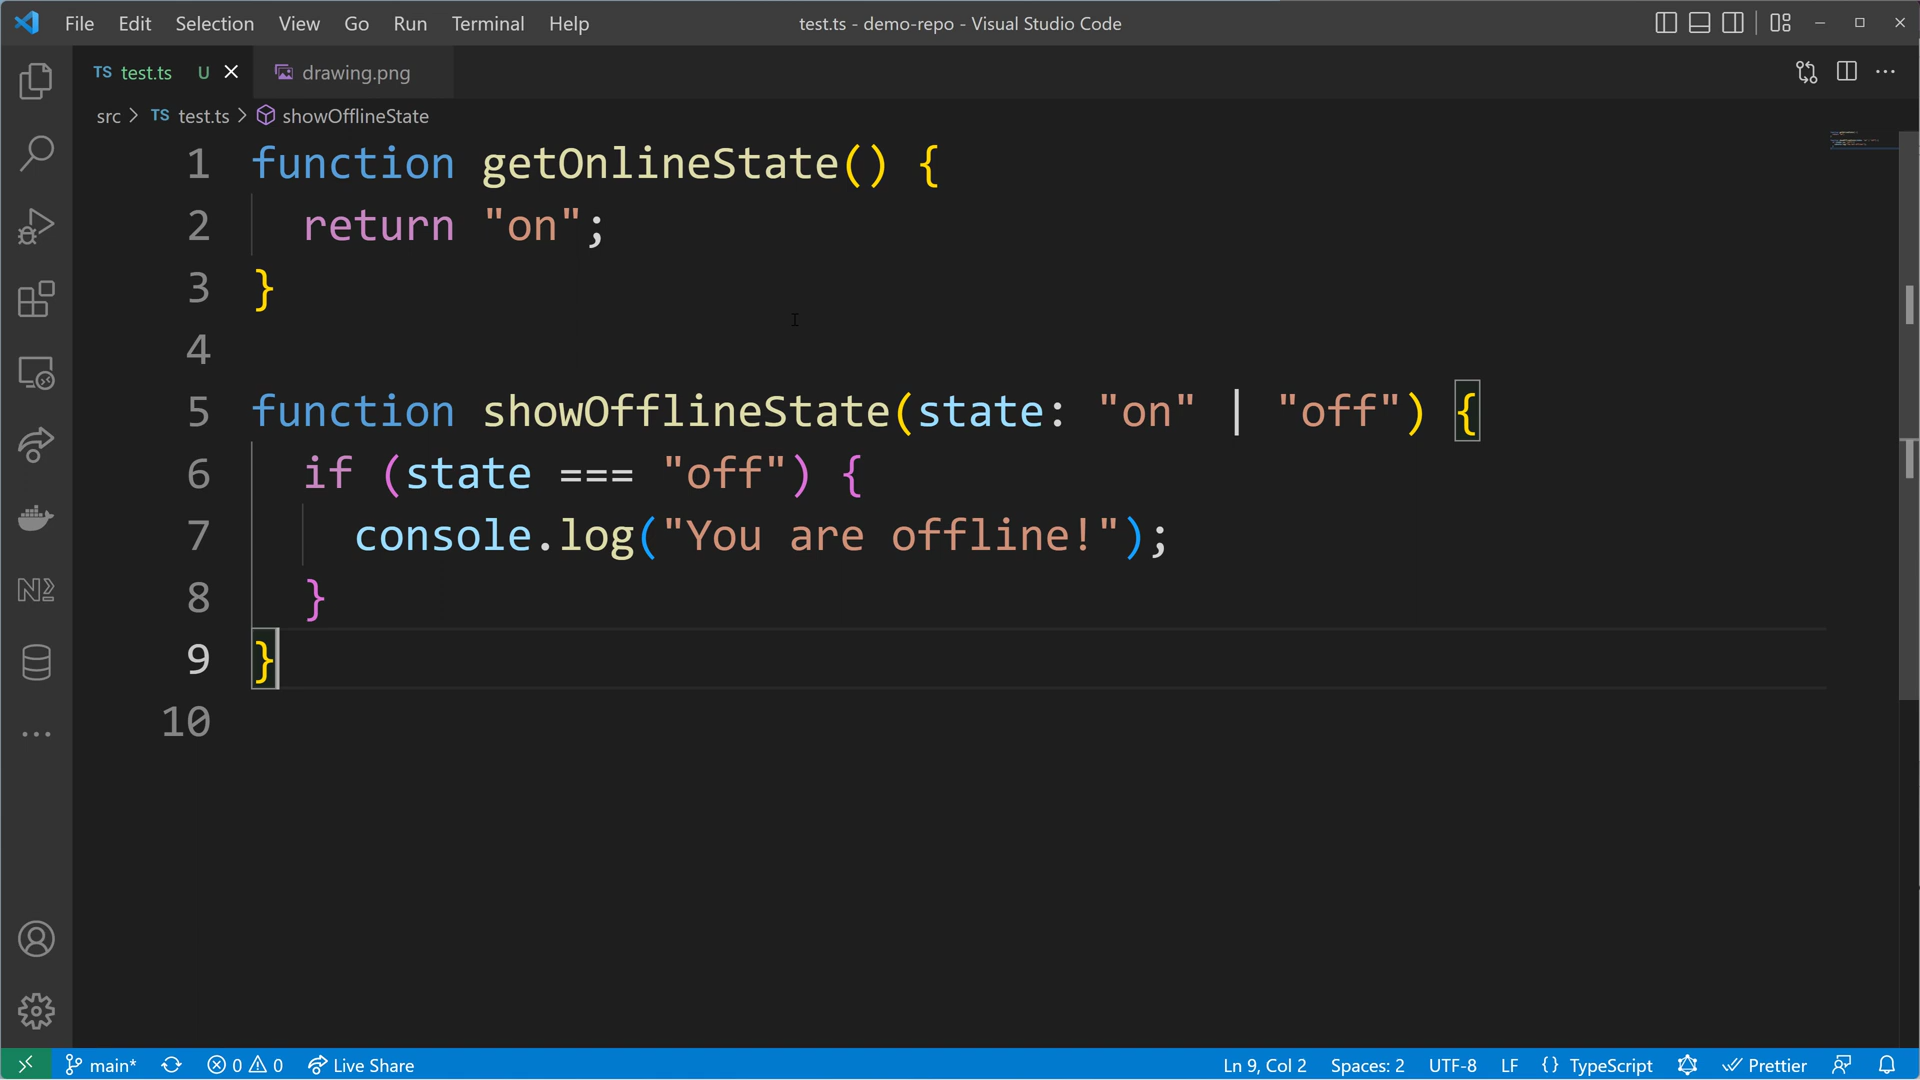 File Edit Selection View Go Run Terminal Help test.ts - demo-repo - Visual Studio Code
TS test.ts U drawing.png
src > TS test.ts > showOfflineState
1 function getOnlineState() {
2 return "on";
3 }
4
5 function showOfflineState(state: "on" | "off") {
6 if (state === "off") {
7 console.log("You are offline!");
8 }
9 }
10
main* 0 0 Live Share Ln 9, Col 2 Spaces: 2 UTF-8 LF {} TypeScript Prettier